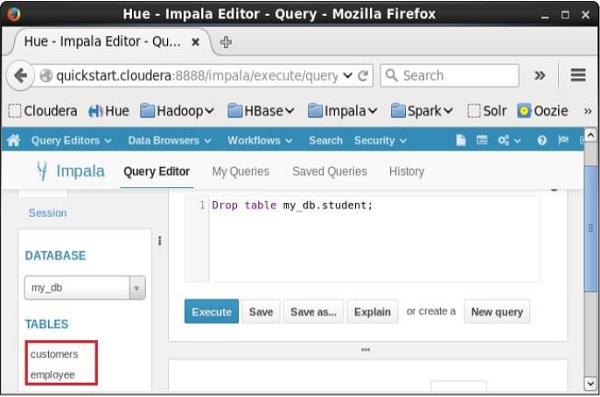 Hue - Impala Editor - Query - Mozilla Firefox
Hue - Impala Editor - Qu...
quickstart.cloudera:8888/impala/execute/query
Search
Cloudera Hue Hadoop HBase Impala Spark Solr Oozie »
Query Editors Data Browsers Workflows Search Security
Impala Query Editor My Queries Saved Queries History
Session
1 Drop table my_db.student;
DATABASE
my_db
Execute Save Save as... Explain or create a New query
TABLES
customers
employee